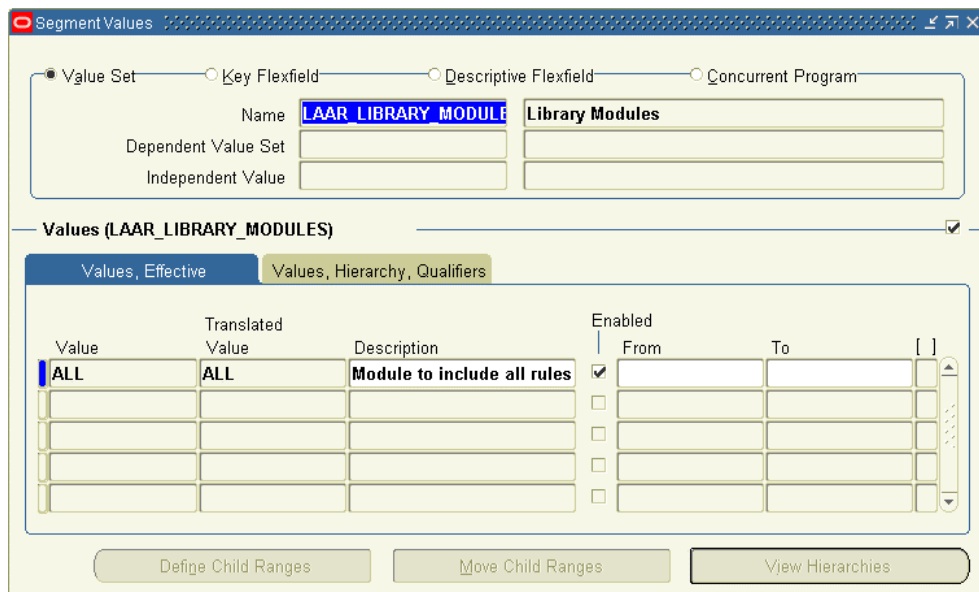 Segment Values
Value Set Key Flexfield Descriptive Flexfield Concurrent Program
Name LAAR_LIBRARY_MODULE Library Modules
Dependent Value Set
Independent Value
Values (LAAR_LIBRARY_MODULES)
Values, Effective Values, Hierarchy, Qualifiers
Translated Enabled
Value Value Description From To [ ]
ALL ALL Module to include all rules
Define Child Ranges Move Child Ranges View Hierarchies